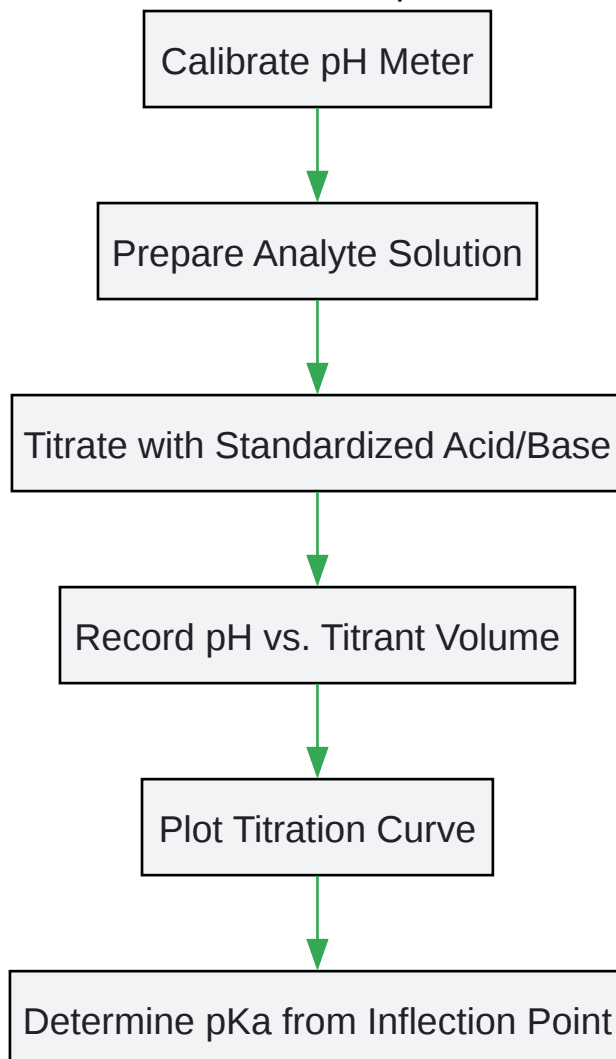 Calibrate pH Meter
Prepare Analyte Solution
Titrate with Standardized Acid/Base
Record pH vs. Titrant Volume
Plot Titration Curve
Determine pKa from Inflection Point